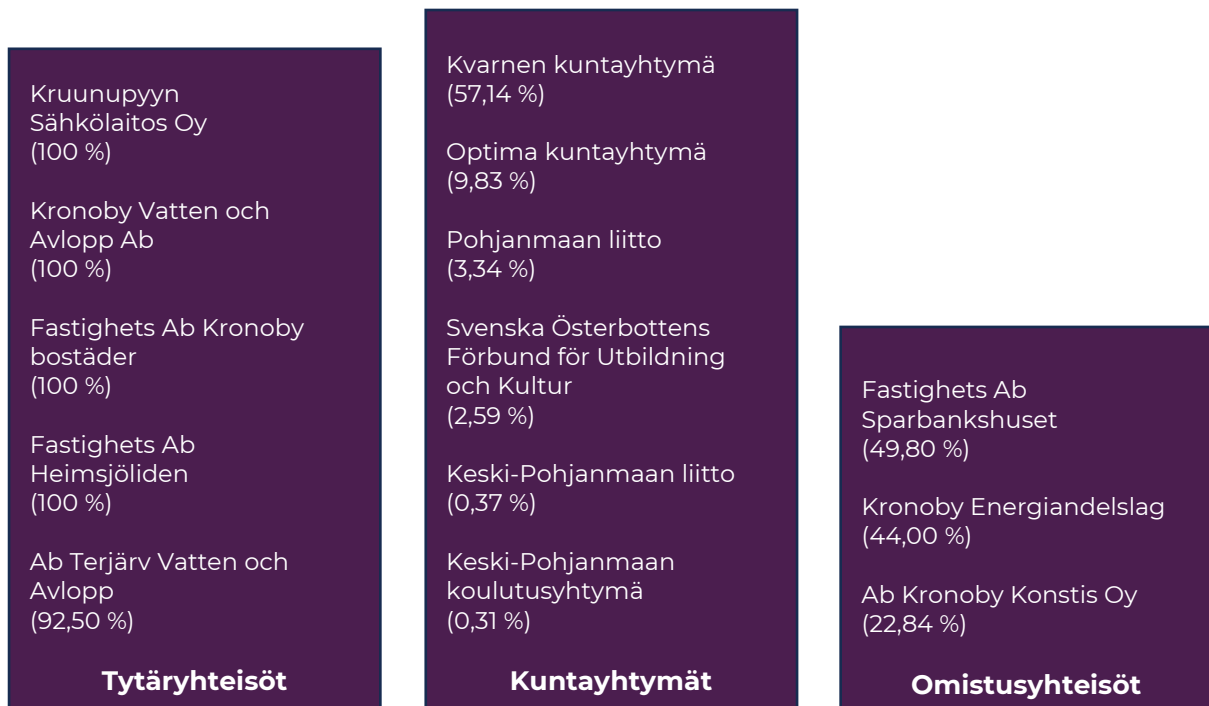 Kruunupyyn
Sähkölaitos Oy
(100 %)
Kronoby Vatten och
Avlopp Ab
(100 %)
Fastighets Ab Kronoby
bostäder
(100 %)
Fastighets Ab
Heimsjöliden
(100 %)
Ab Terjärv Vatten och
Avlopp
(92,50 %)
Tytäryhteisöt
Kvarnen kuntayhtymä
(57,14 %)
Optima kuntayhtymä
(9,83 %)
Pohjanmaan liitto
(3,34 %)
Svenska Österbottens
Förbund för Utbildning
och Kultur
(2,59 %)
Keski-Pohjanmaan liitto
(0,37 %)
Keski-Pohjanmaan
koulutusyhtymä
(0,31 %)
Kuntayhtymät
Fastighets Ab
Sparbankshuset
(49,80 %)
Kronoby Energiandelslag
(44,00 %)
Ab Kronoby Konstis Oy
(22,84 %)
Omistusyhteisöt